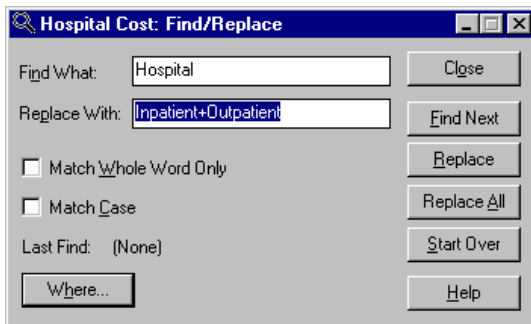 Hospital Cost: Find/Replace
Find What: Hospital Close
Replace With: Inpatient+Outpatient Find Next
Match Whole Word Only Replace
Match Case Replace All
Last Find: (None) Start Over
Where... Help